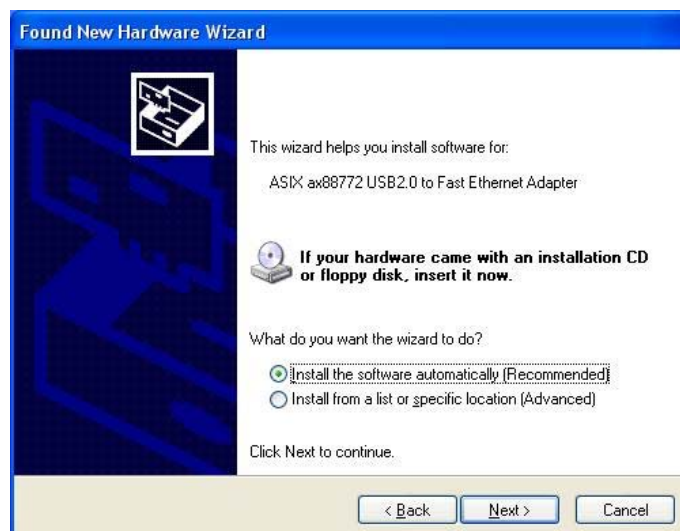 Found New Hardware Wizard
This wizard helps you install software for:
ASIX ax88772 USB2.0 to Fast Ethernet Adapter
If your hardware came with an installation CD
or floppy disk, insert it now.
What do you want the wizard to do?
Install the software automatically (Recommended)
Install from a list or specific location (Advanced)
Click Next to continue.
< Back
Next >
Cancel